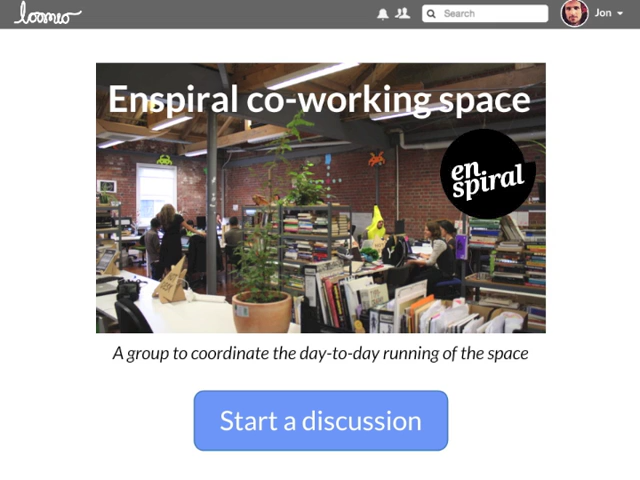 loomio
Search
Jon
Enspiral co-working space
en
spiral
A group to coordinate the day-to-day running of the space
Start a discussion